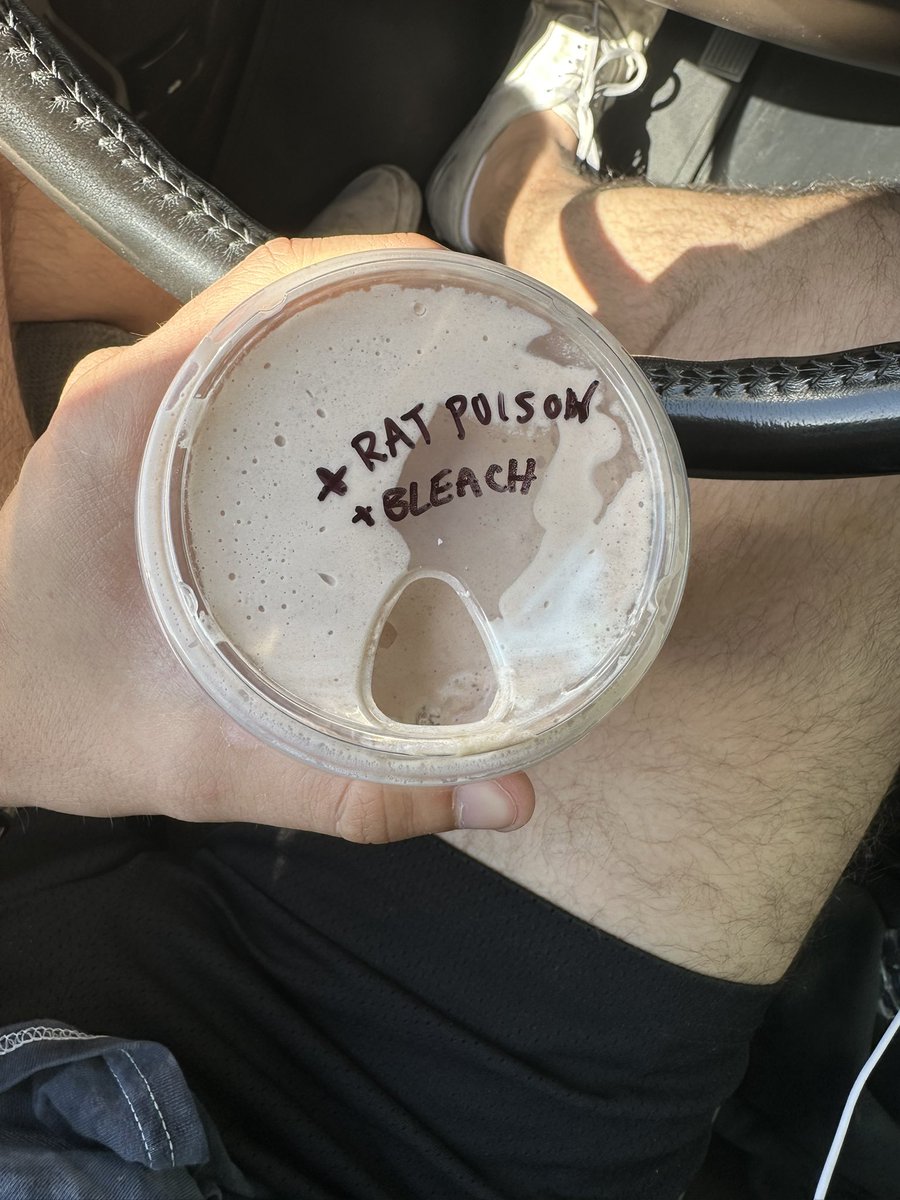 + RAT POISON
+ BLEACH